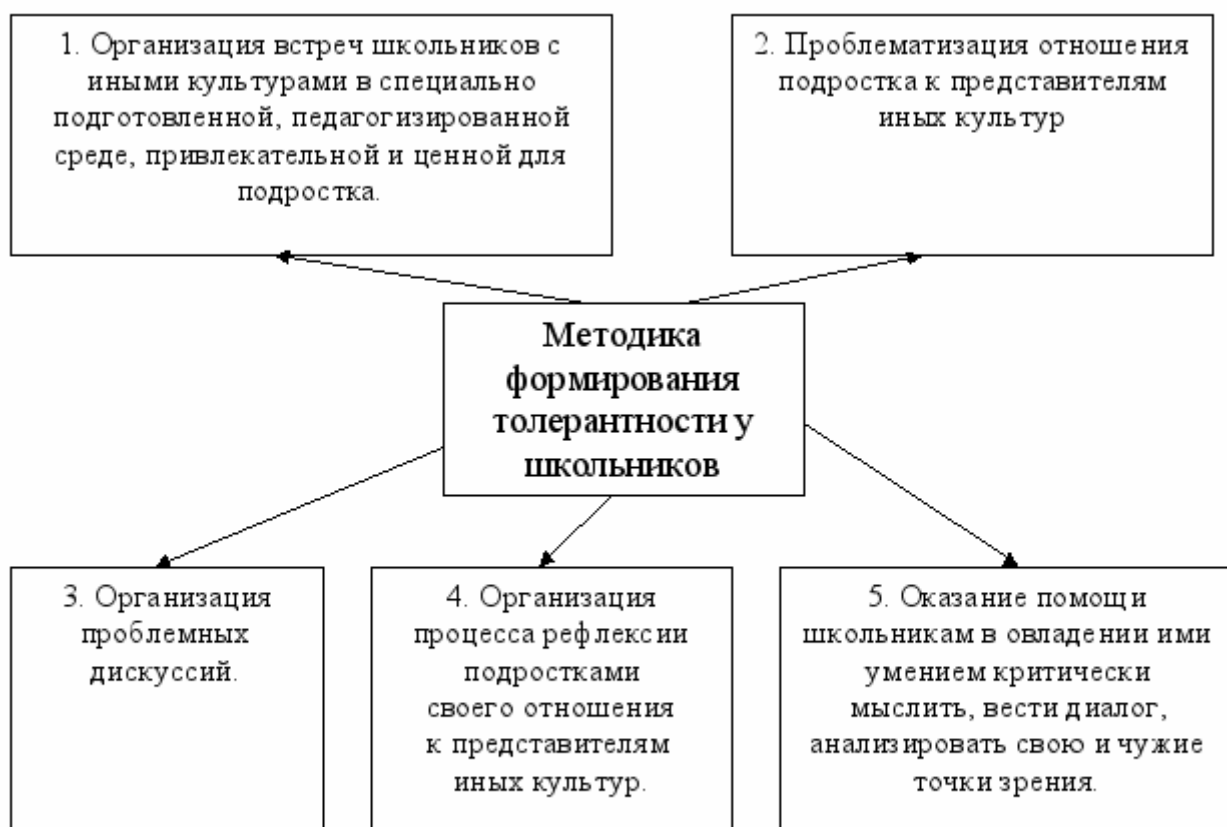 1. Организация встреч школьников с
иными культурами в специально
подготовленной, педагогизированной
среде, привлекательной и ценной для
подростка.
2. Проблематизация отношения
подростка к представителям
иных культур
Методика
формирования
толерантности у
школьников
3. Организация
проблемных
дискуссий.
4. Организация
процесса рефлексии
подростками
своего отношения
к представителям
иных культур.
5. Оказание помощи
школьникам в овладении ими
умением критически
мыслить, вести диалог,
анализировать свою и чужие
точки зрения.